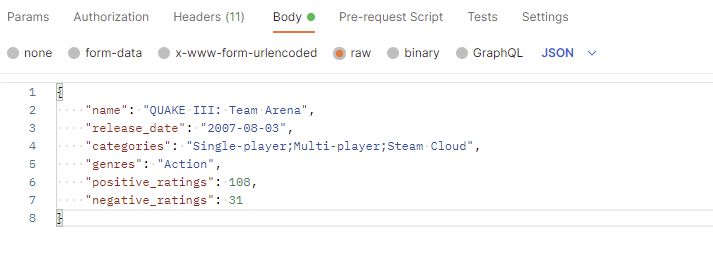 Params Authorization Headers (11) Body Pre-request Script Tests Settings
none form-data x-www-form-urlencoded raw binary GraphQL JSON
1 {
2 "name": "QUAKE III: Team Arena",
3 "release_date": "2007-08-03",
4 "categories": "Single-player;Multi-player;Steam Cloud",
5 "genres": "Action",
6 "positive_ratings": 108,
7 "negative_ratings": 31
8 }